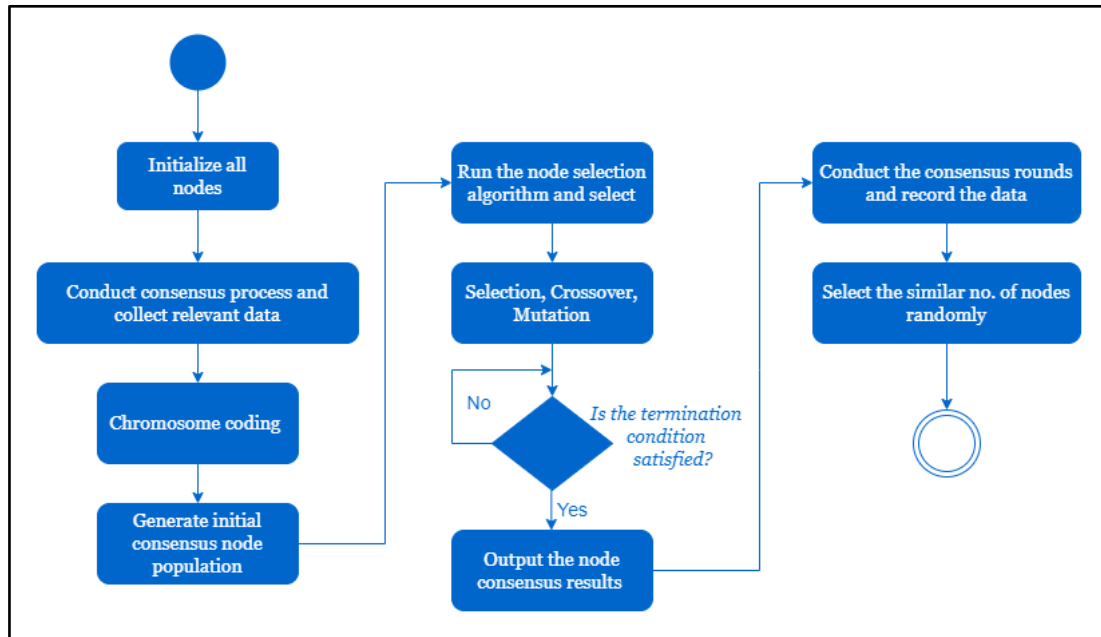 Initialize all
nodes
Conduct consensus process and
collect relevant data
Chromosome coding
Generate initial
consensus node
population
Run the node selection
algorithm and select
Selection, Crossover,
Mutation
No
Is the termination
condition
satisfied?
Yes
Output the node
consensus results
Conduct the consensus rounds
and record the data
Select the similar no. of nodes
randomly